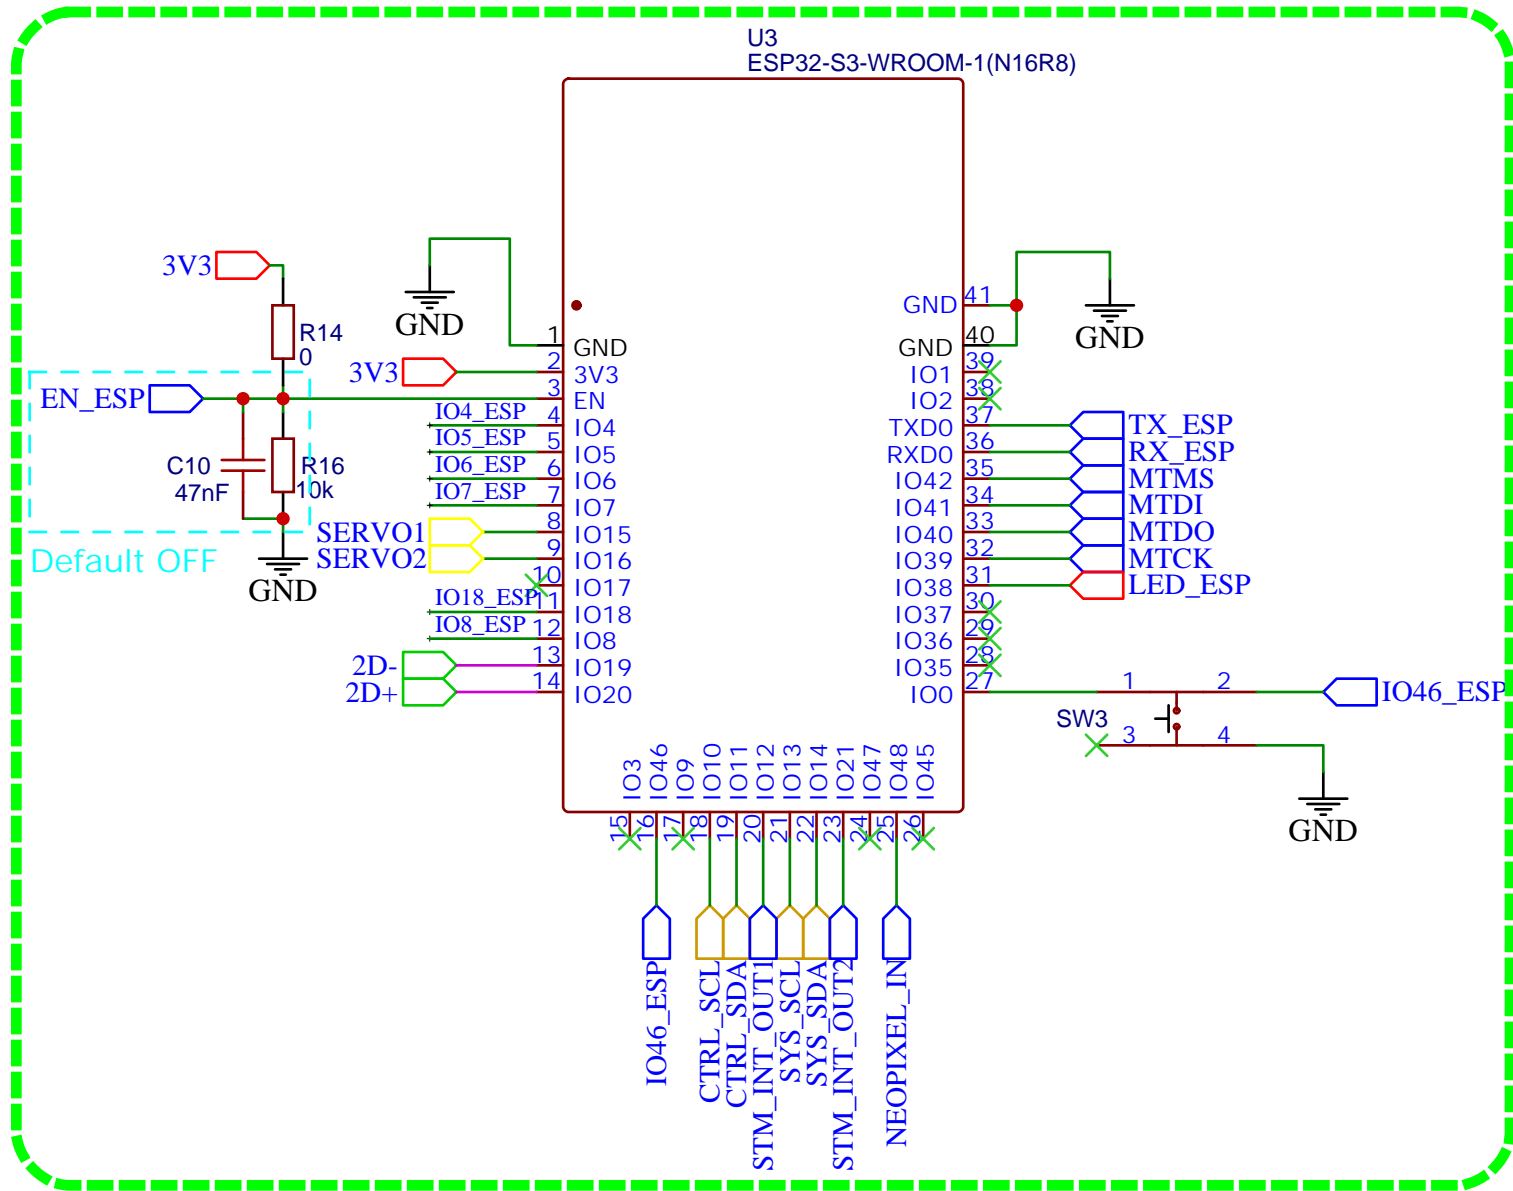 U3
ESP32-S3-WROOM-1(N16R8)
3V3
R14
0
EN_ESP
C10
47nF
R16
10k
Default OFF
GND
GND
3V3
IO4_ESP
IO5_ESP
IO6_ESP
IO7_ESP
SERVO1
SERVO2
IO18_ESP
IO8_ESP
2D-
2D+
1 GND
2 3V3
3 EN
4 IO4
5 IO5
6 IO6
7 IO7
8 IO15
9 IO16
10 IO17
11 IO18
12 IO8
13 IO19
14 IO20
GND 41
GND 40
IO1 39
IO2 38
TXD0 37
RXD0 36
IO42 35
IO41 34
IO40 33
IO39 32
IO38 31
IO37 30
IO36 29
IO35 28
IO0 27
GND
TX_ESP
RX_ESP
MTMS
MTDI
MTDO
MTCK
LED_ESP
1 2
IO46_ESP
SW3
3 4
GND
IO3 15
IO46 16
IO9 17
IO10 18
IO11 19
IO12 20
IO13 21
IO14 22
IO21 23
IO47 24
IO48 25
IO45 26
IO46_ESP
CTRL_SCL
CTRL_SDA
STM_INT_OUT1
SYS_SCL
SYS_SDA
STM_INT_OUT2
NEOPIXEL_IN